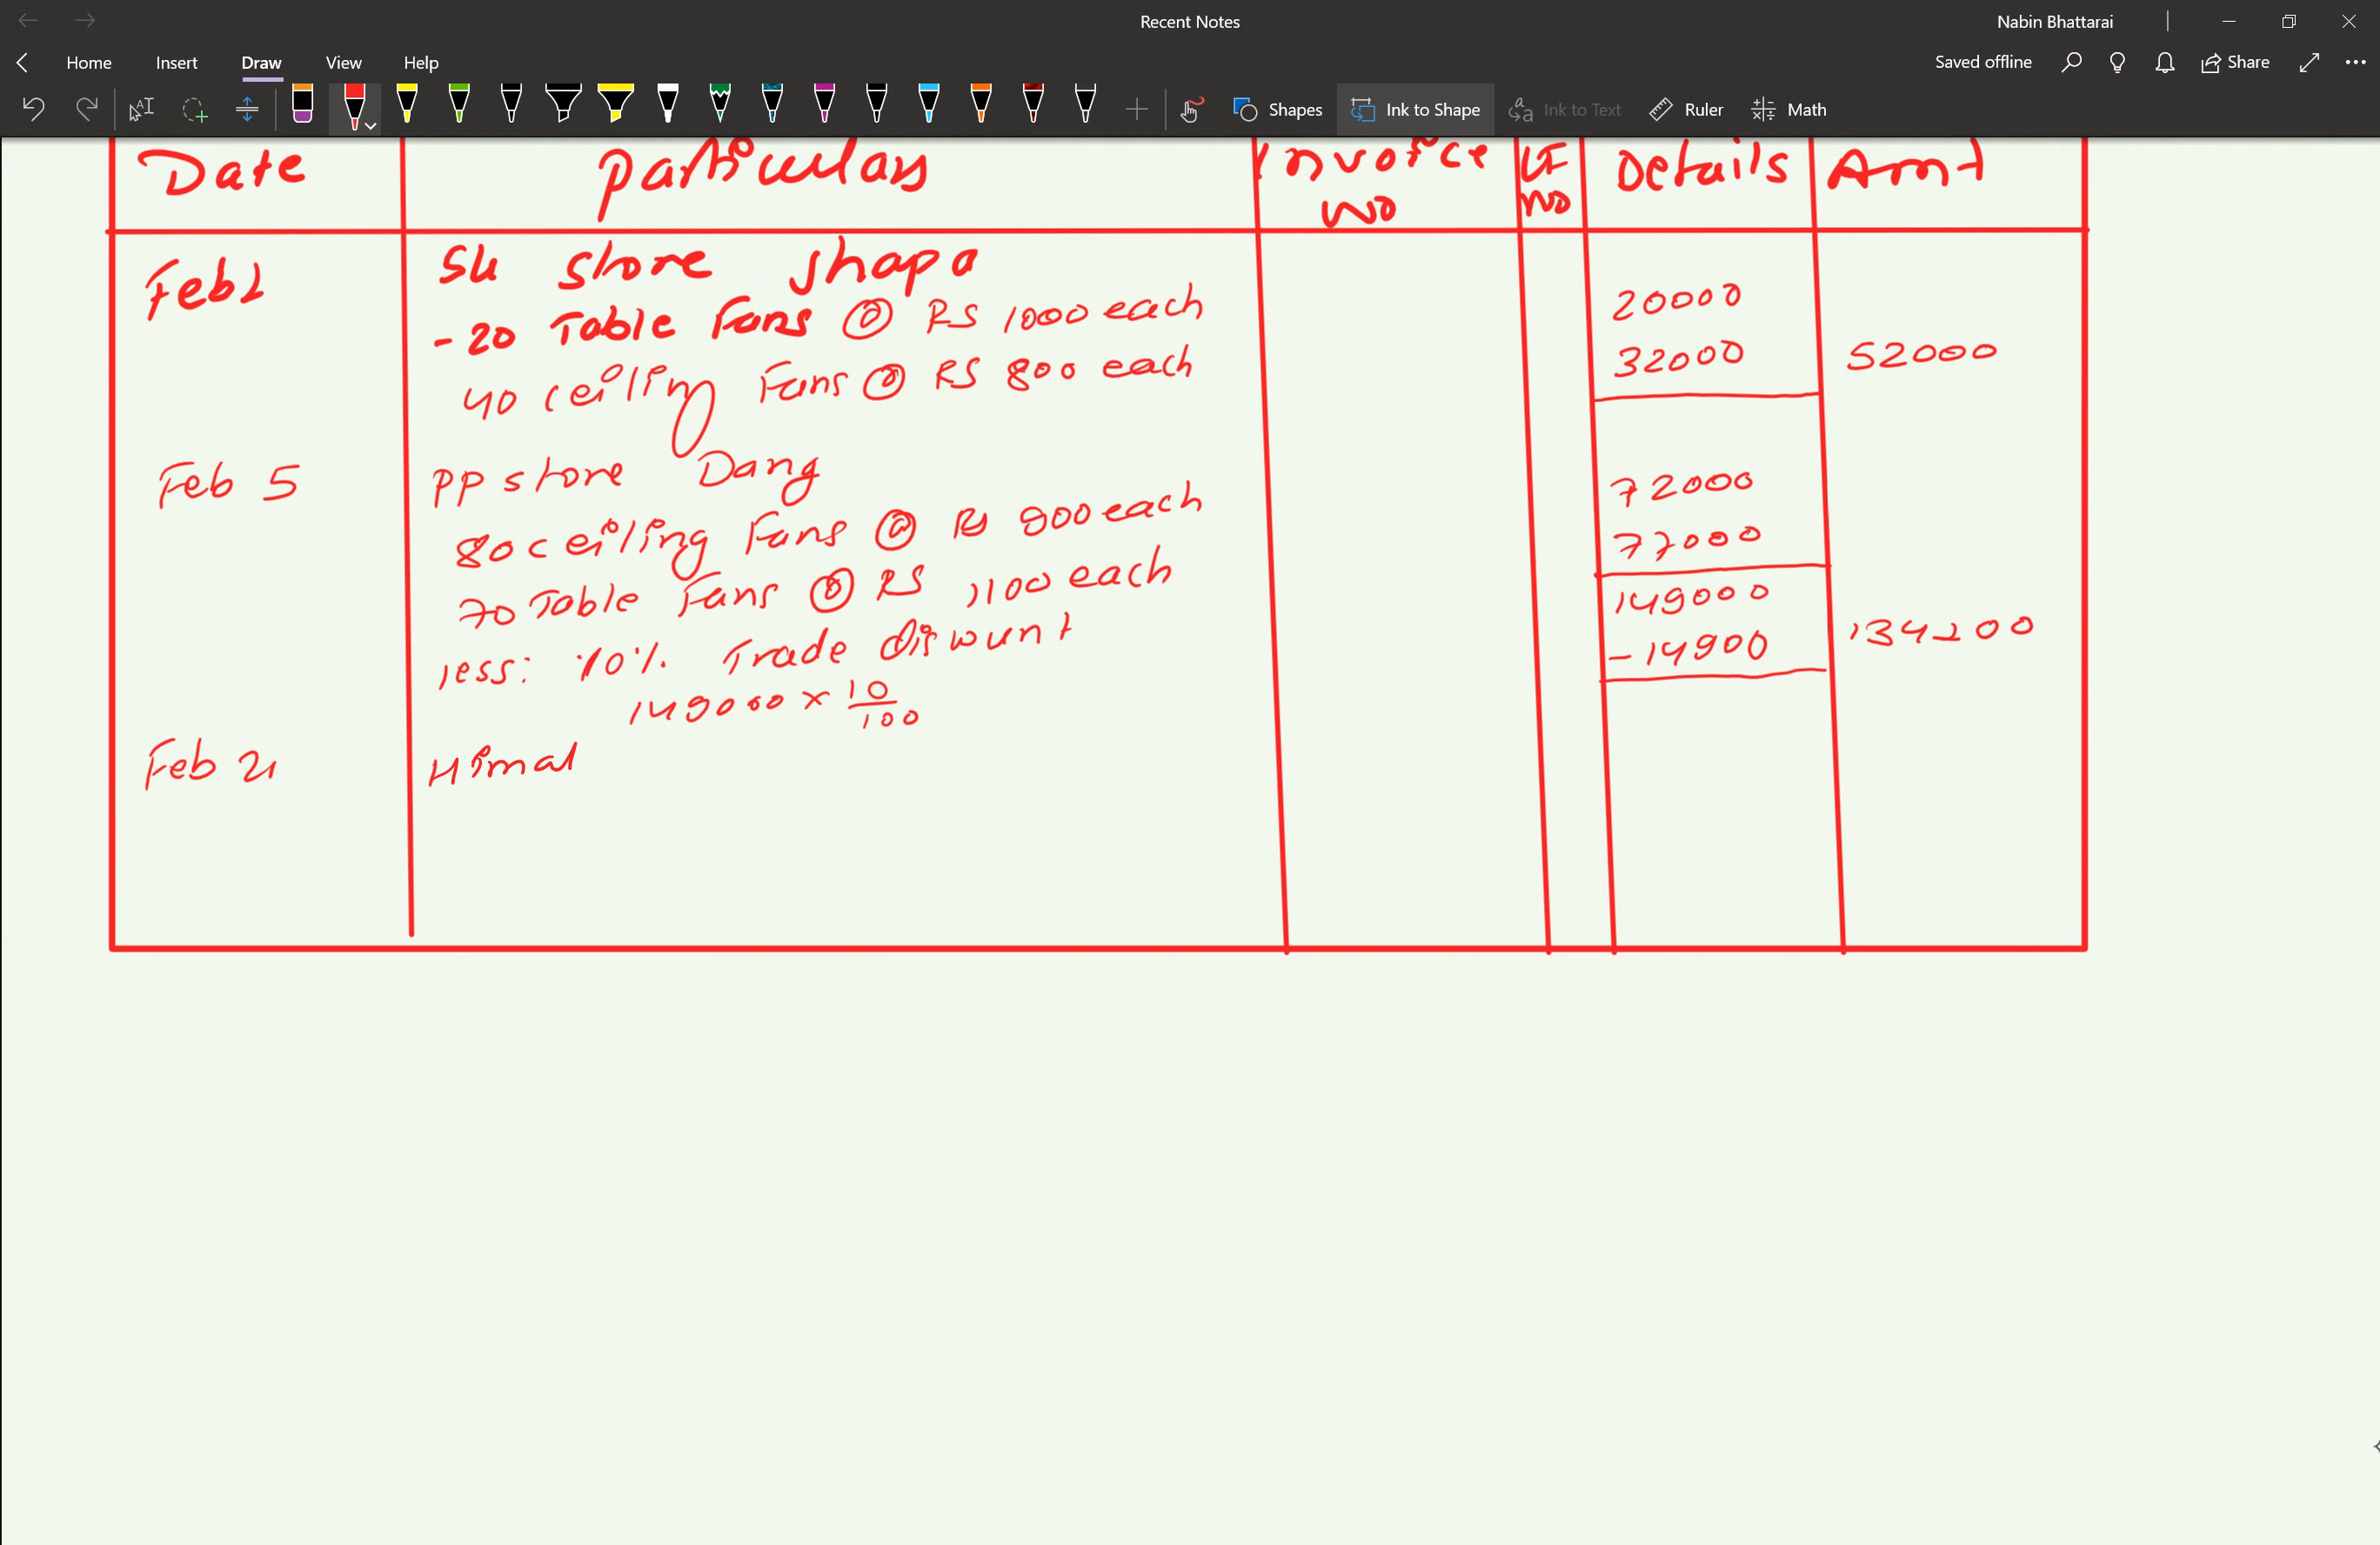 Recent Notes
Nabin Bhattarai
Home Insert Draw View Help
Saved offline
Share
Shapes
Ink to Shape
Ink to Text
Ruler
Math
Date Particulars Invoice NO LF NO Details Amt
Feb 1 SK store Jhapa
-20 Table Fans @ RS 1000 each 20000
40 ceiling Fans @ RS 800 each 32000 52000
Feb 5 PP store Dang
80 ceiling Fans @ Rs 900 each 72000
70 Table Fans @ RS 1100 each 77000
149000
less: 10% Trade discount -14900 134100
149000 × 10/100
Feb 21 Himal